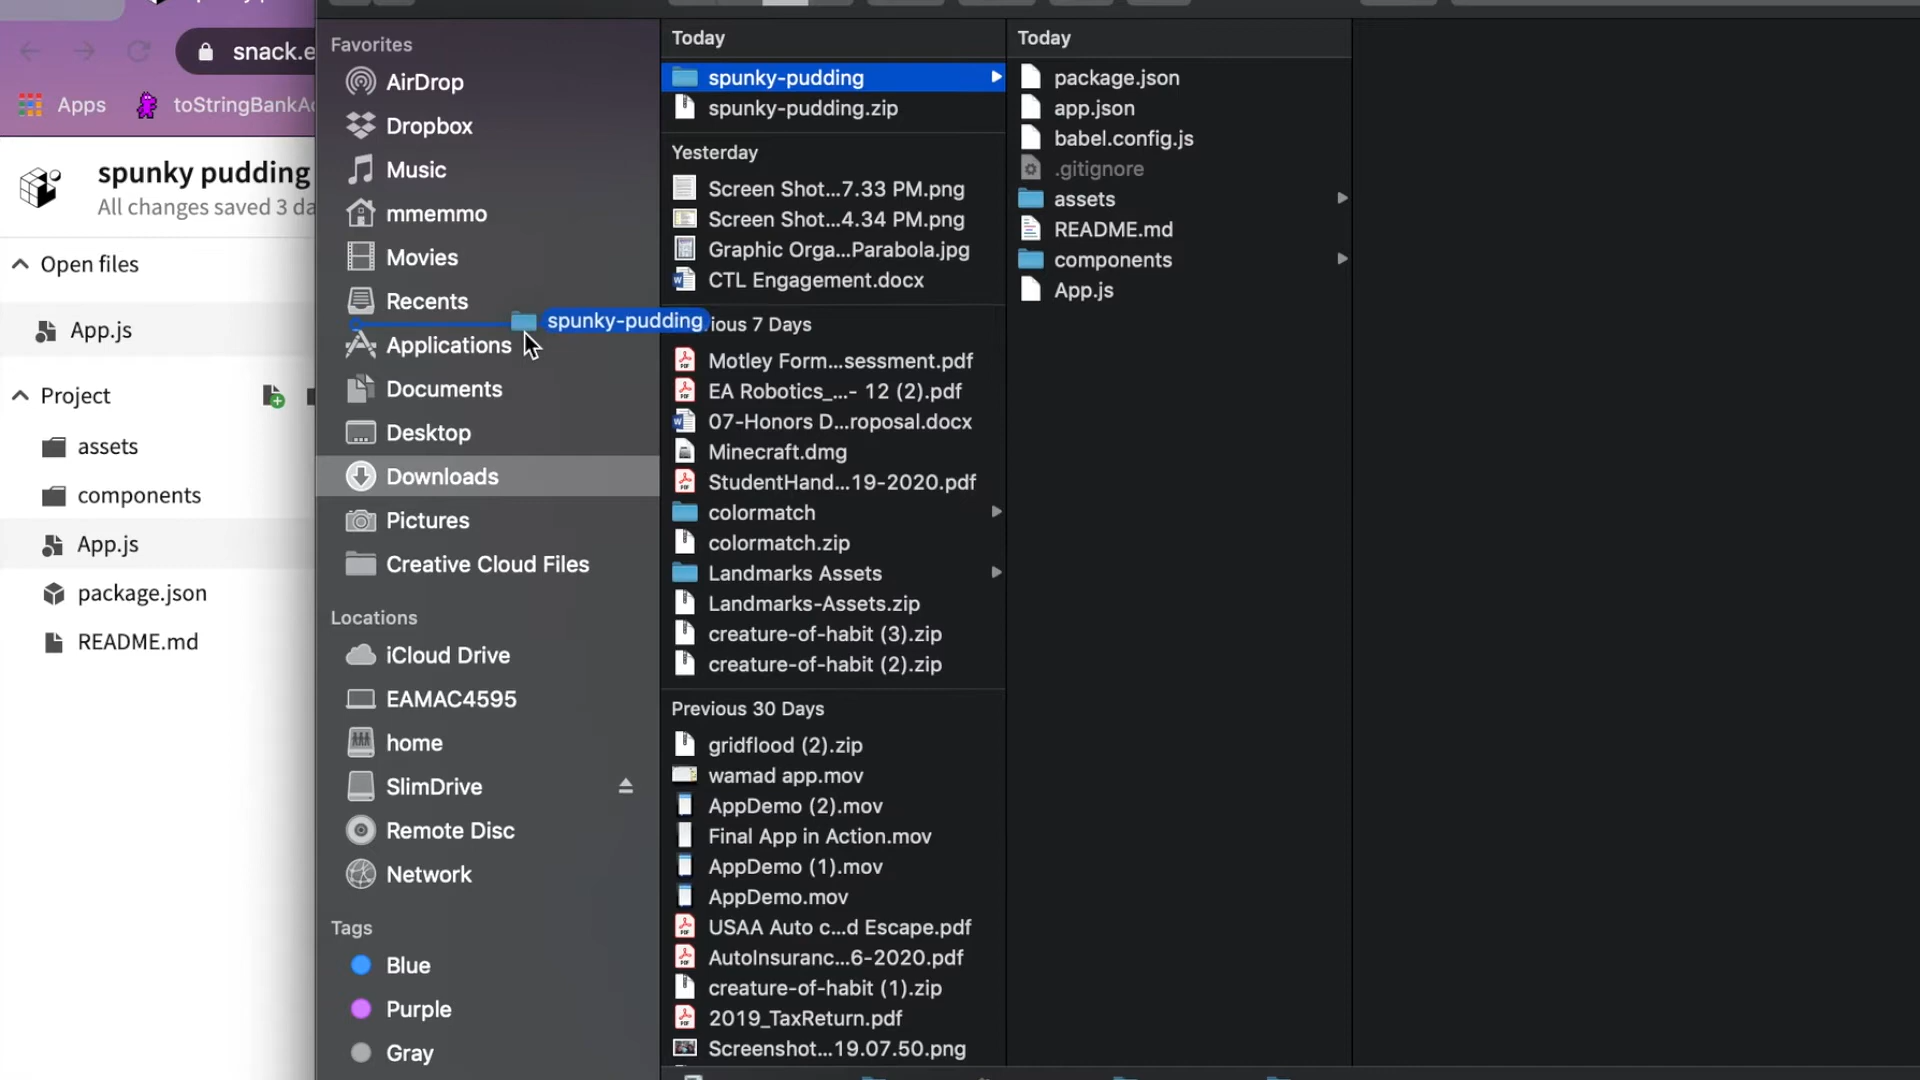 snack.e
Apps
toStringBankAc
spunky pudding
All changes saved 3 da
Open files
App.js
Project
assets
components
App.js
package.json
README.md
Favorites
AirDrop
Dropbox
Music
mmemmo
Movies
Recents
Applications
Documents
Desktop
Downloads
Pictures
Creative Cloud Files
Locations
iCloud Drive
EAMAC4595
home
SlimDrive
Remote Disc
Network
Tags
Blue
Purple
Gray
spunky-pudding
Today
spunky-pudding
spunky-pudding.zip
Yesterday
Screen Shot...7.33 PM.png
Screen Shot...4.34 PM.png
Graphic Orga...Parabola.jpg
CTL Engagement.docx
ious 7 Days
Motley Form...sessment.pdf
EA Robotics_...- 12 (2).pdf
07-Honors D...roposal.docx
Minecraft.dmg
StudentHand...19-2020.pdf
colormatch
colormatch.zip
Landmarks Assets
Landmarks-Assets.zip
creature-of-habit (3).zip
creature-of-habit (2).zip
Previous 30 Days
gridflood (2).zip
wamad app.mov
AppDemo (2).mov
Final App in Action.mov
AppDemo (1).mov
AppDemo.mov
USAA Auto c...d Escape.pdf
AutoInsuranc...6-2020.pdf
creature-of-habit (1).zip
2019_TaxReturn.pdf
Screenshot...19.07.50.png
Today
package.json
app.json
babel.config.js
.gitignore
assets
README.md
components
App.js